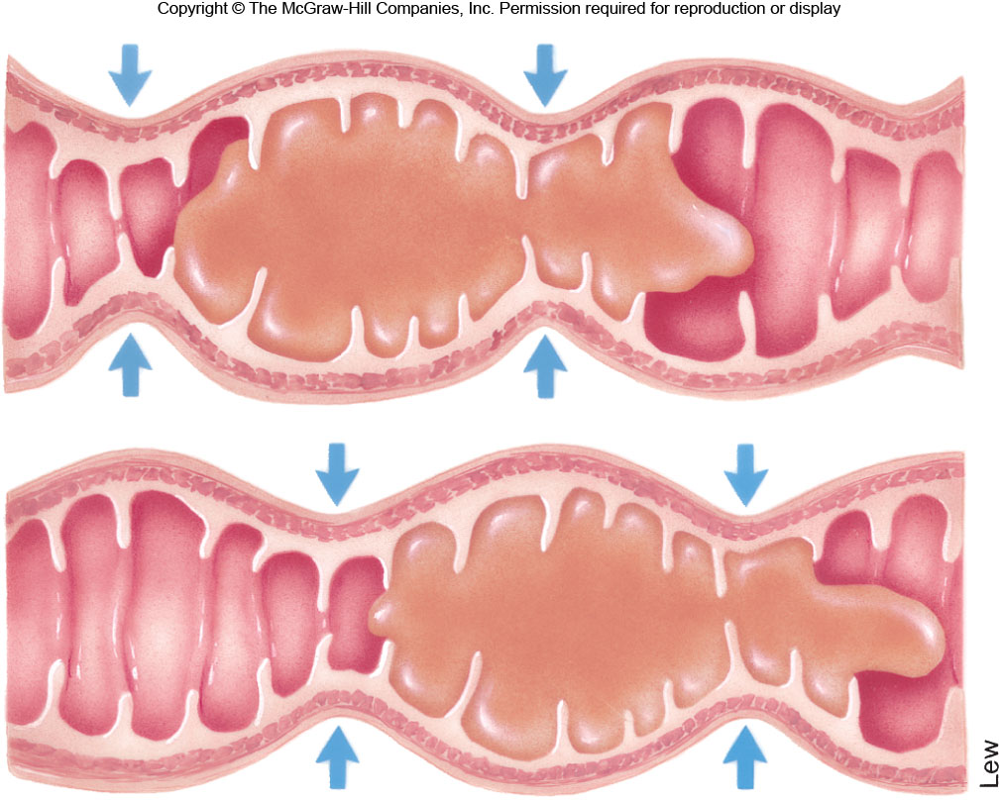 Copyright © The McGraw-Hill Companies, Inc. Permission required for reproduction or display
Lew